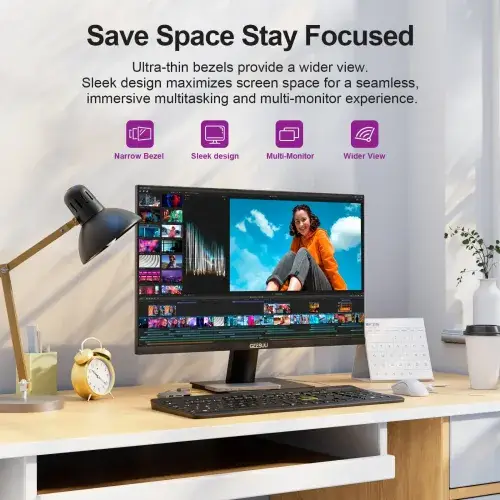 Save Space Stay Focused
Ultra-thin bezels provide a wider view.
Sleek design maximizes screen space for a seamless,
immersive multitasking and multi-monitor experience.
Narrow Bezel
Sleek design
Multi-Monitor
Wider View